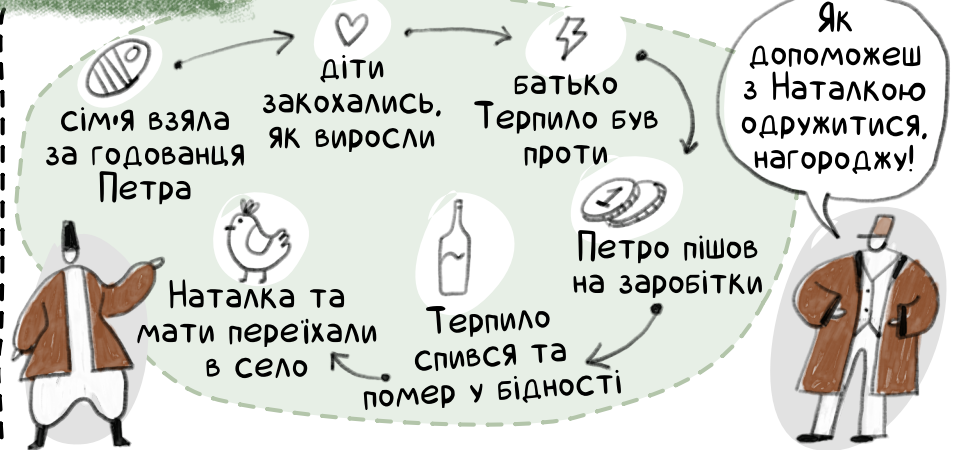 сім'я взяла
за годованця
Петра
діти
закохались,
як виросли
батько
Терпило був
проти
Петро пішов
на заробітки
Терпило
спився та
помер у бідності
Наталка та
мати переїхали
в село
Як
допоможеш
з Наталкою
одружитися,
нагороджу!
1